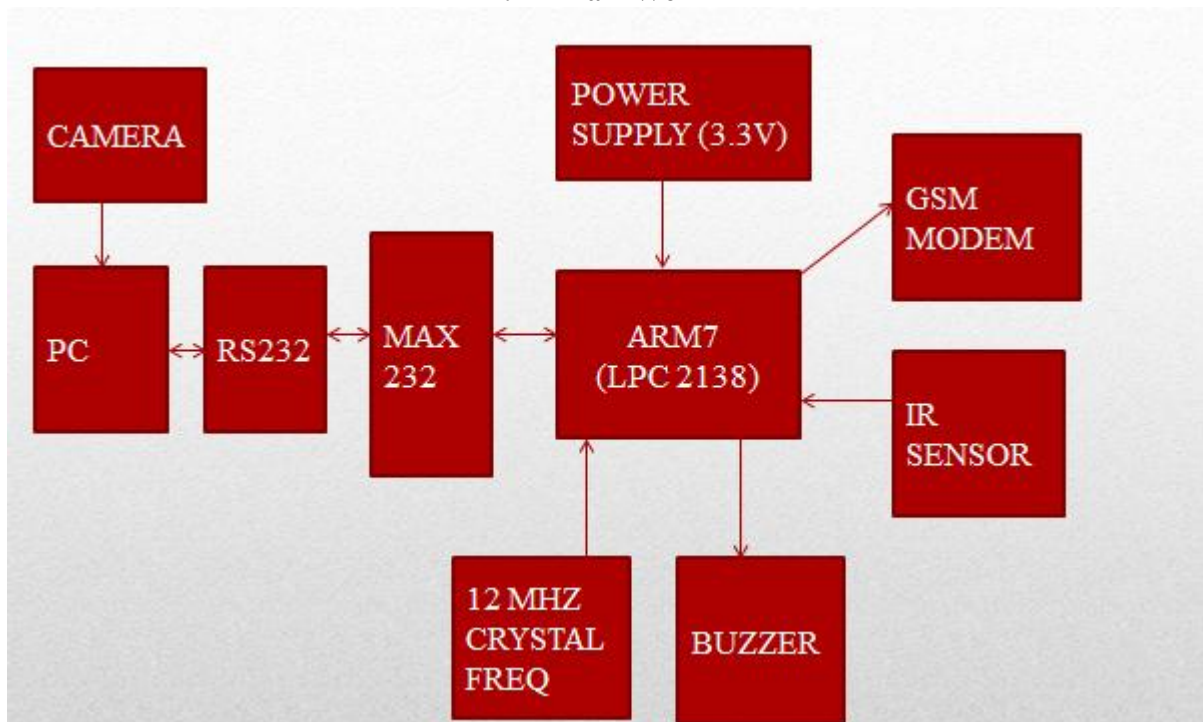 CAMERA
POWER
SUPPLY (3.3V)
GSM
MODEM
PC
RS232
MAX
232
ARM7
(LPC 2138)
IR
SENSOR
12 MHZ
CRYSTAL
FREQ
BUZZER